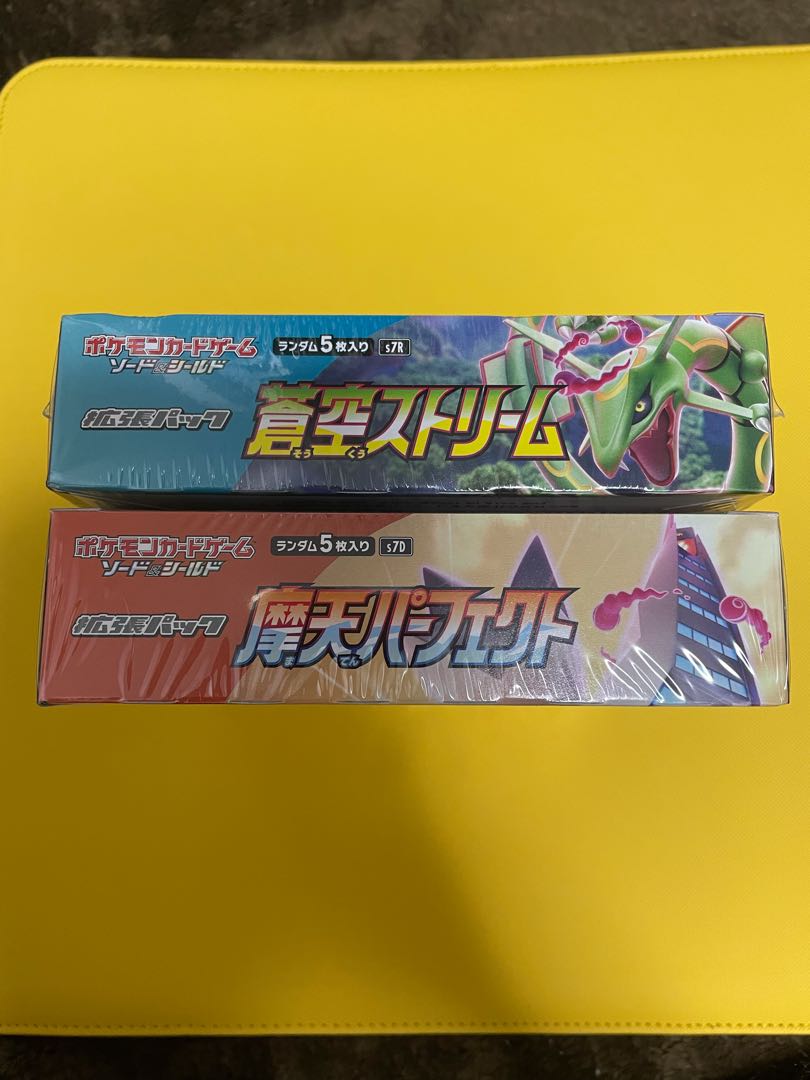 ポケモンカードゲーム
ソード&シールド
ランダム5枚入り s7R
拡張パック
蒼空ストリーム
そう くう
ポケモンカードゲーム
ソード&シールド
ランダム5枚入り s7D
拡張パック
摩天パーフェクト
ま てん